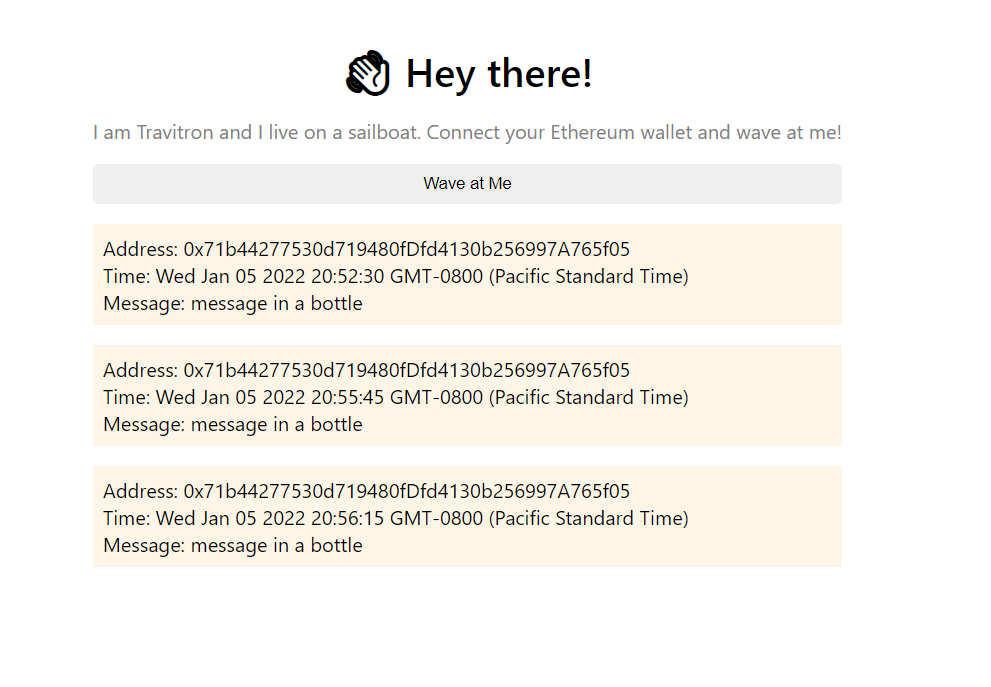 👋 Hey there!
I am Travitron and I live on a sailboat. Connect your Ethereum wallet and wave at me!
Wave at Me
Address: 0x71b44277530d719480fDfd4130b256997A765f05
Time: Wed Jan 05 2022 20:52:30 GMT-0800 (Pacific Standard Time)
Message: message in a bottle
Address: 0x71b44277530d719480fDfd4130b256997A765f05
Time: Wed Jan 05 2022 20:55:45 GMT-0800 (Pacific Standard Time)
Message: message in a bottle
Address: 0x71b44277530d719480fDfd4130b256997A765f05
Time: Wed Jan 05 2022 20:56:15 GMT-0800 (Pacific Standard Time)
Message: message in a bottle